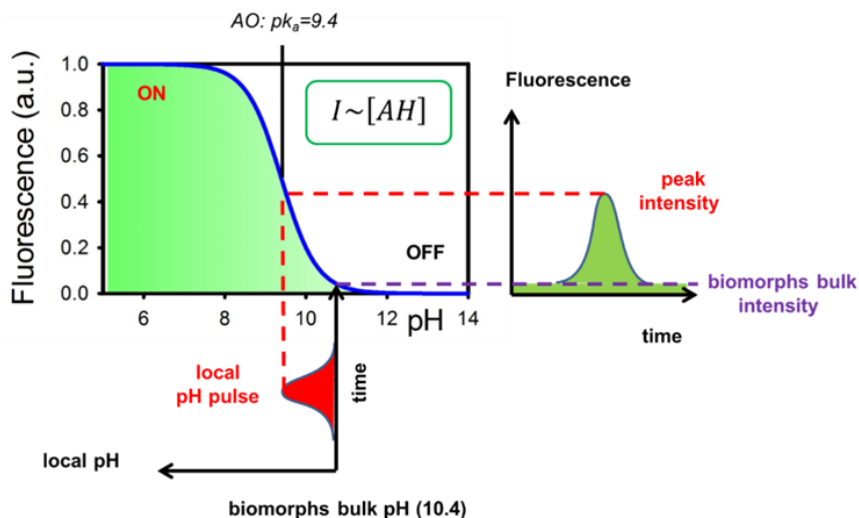 AO: pkₐ=9.4
Fluorescence (a.u.)
1.0
0.8
0.6
0.4
0.2
0.0
ON
I~[AH]
OFF
6
8
10
12
14
pH
Fluorescence
peak
intensity
biomorphs bulk
intensity
time
local
pH pulse
time
local pH
biomorphs bulk pH (10.4)